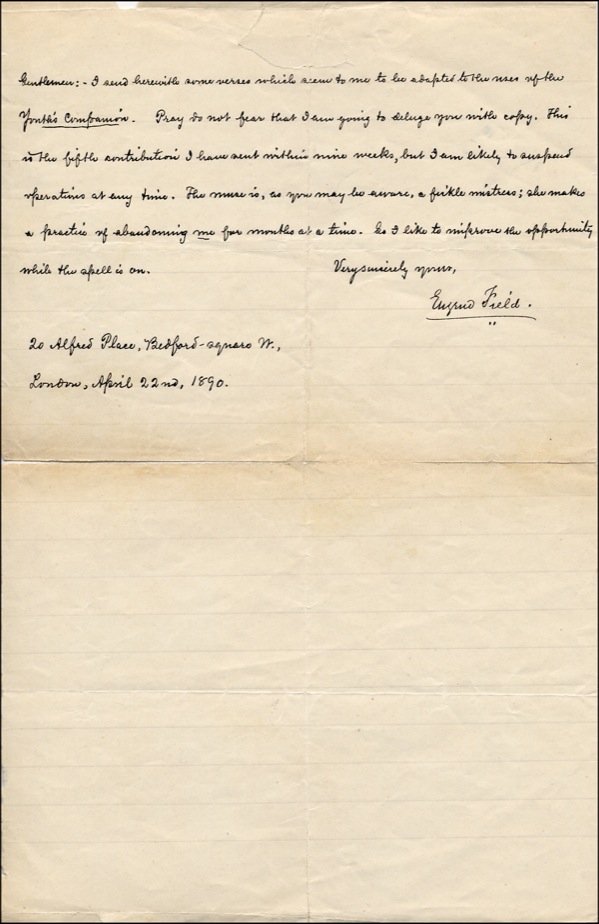 Gentlemen:- I send herewith some verses which seem to me to be adapted to the uses of the
Youth's Companion. Pray do not fear that I am going to deluge you with copy. This
is the fifth contribution I have sent within nine weeks, but I am likely to suspend
operations at any time. The muse is, as you may be aware, a fickle mistress; she makes
a practice of abandoning me for months at a time. So I like to improve the opportunity
while the spell is on. Very sincerely yours,
Eugene Field.
20 Alfred Place, Bedford-square W.,
London, April 22nd, 1890.